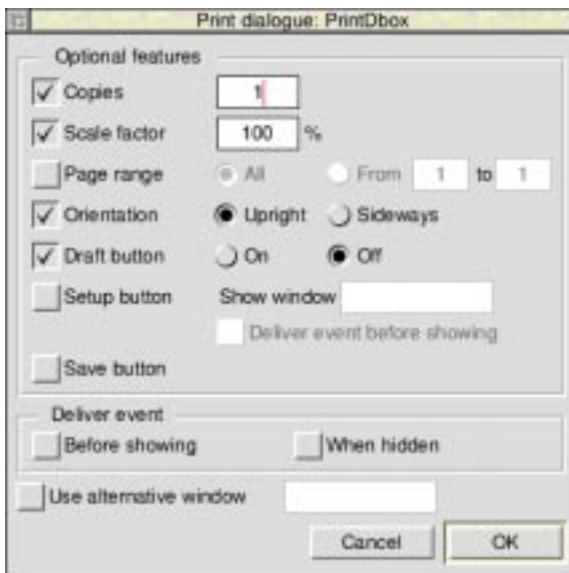 Print dialogue: PrintDbox
Optional features
Copies 1
Scale factor 100 %
Page range All From 1 to 1
Orientation Upright Sideways
Draft button On Off
Setup button Show window
Deliver event before showing
Save button
Deliver event
Before showing When hidden
Use alternative window
Cancel OK